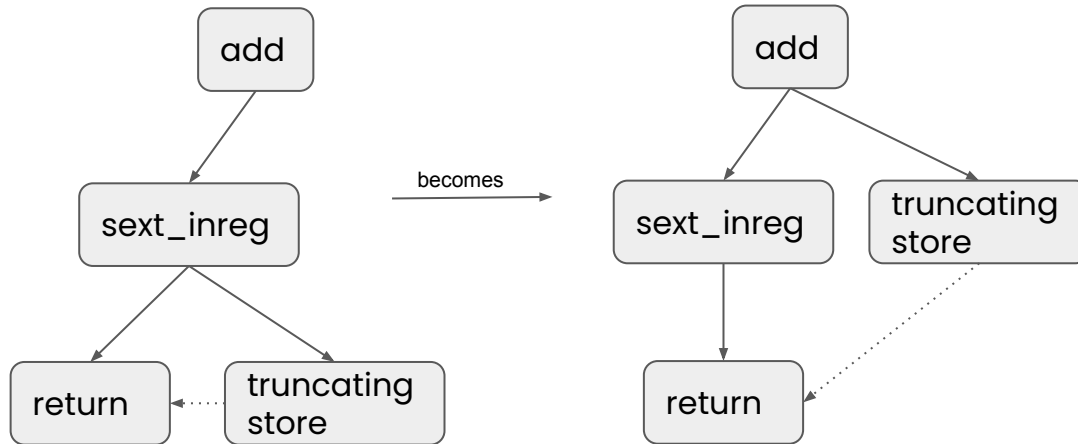 add
sext_inreg
return
truncating
store
becomes
add
sext_inreg
truncating
store
return